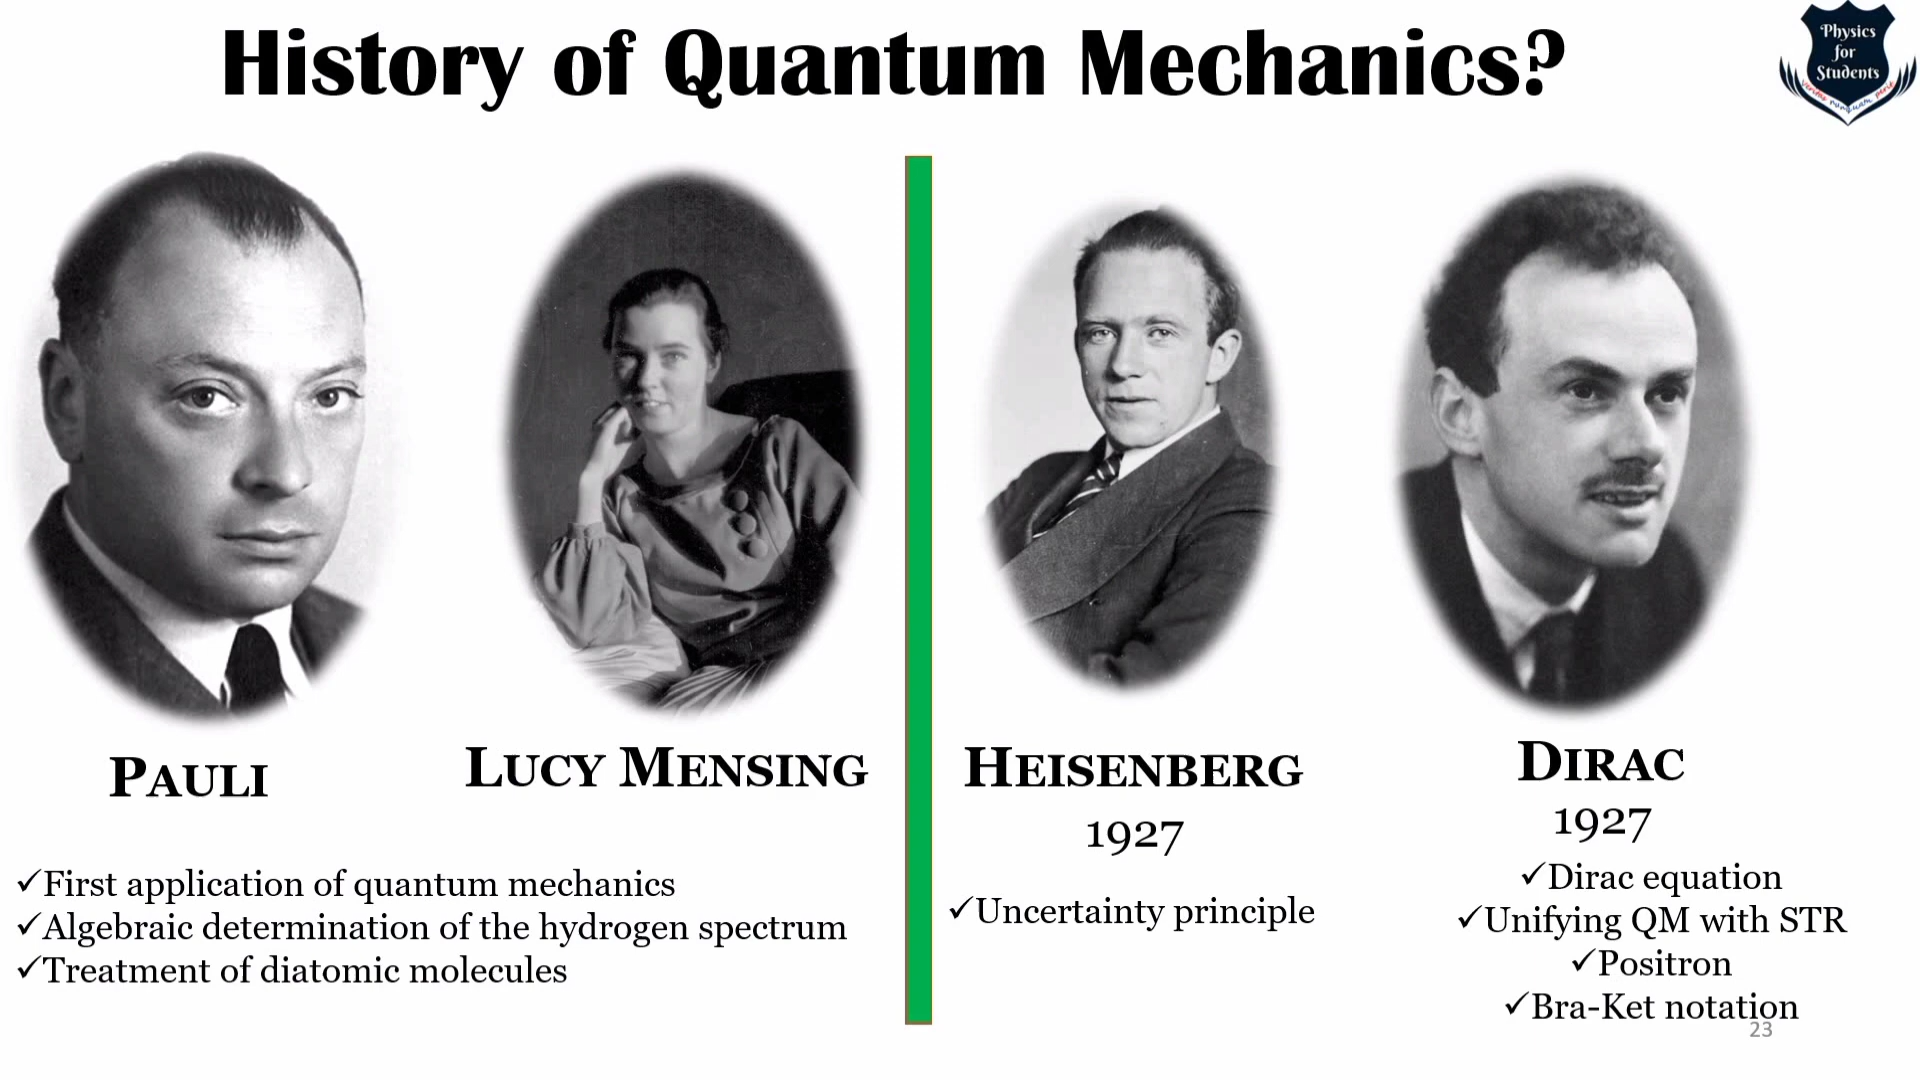 History of Quantum Mechanics?
Physics
for
Students
PAULI
LUCY MENSING
✓First application of quantum mechanics
✓Algebraic determination of the hydrogen spectrum
✓Treatment of diatomic molecules
HEISENBERG
1927
✓Uncertainty principle
DIRAC
1927
✓Dirac equation
✓Unifying QM with STR
✓Positron
✓Bra-Ket notation
23